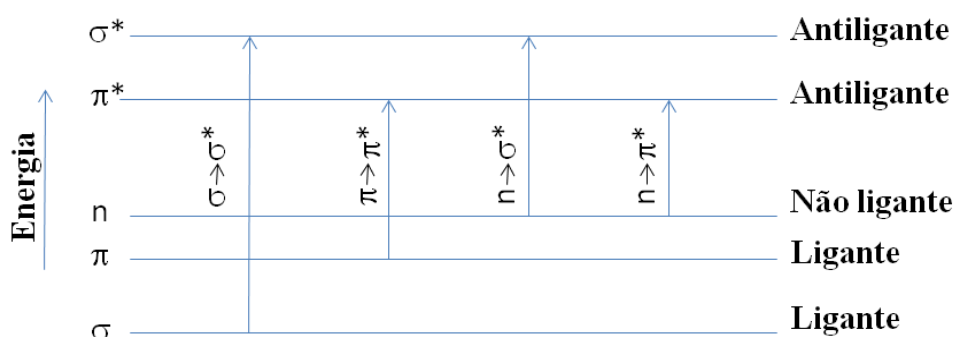 σ* Antiligante
π* Antiligante
Energia
σ→σ*
π→π*
n→σ*
n→π*
n Não ligante
π Ligante
σ Ligante